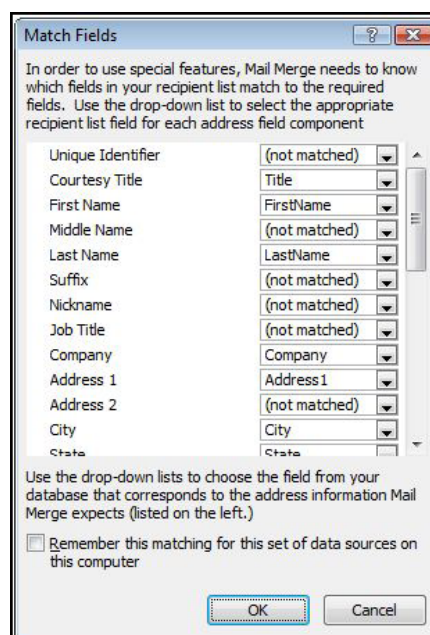 Match Fields
In order to use special features, Mail Merge needs to know
which fields in your recipient list match to the required
fields. Use the drop-down list to select the appropriate
recipient list field for each address field component
Unique Identifier (not matched)
Courtesy Title Title
First Name FirstName
Middle Name (not matched)
Last Name LastName
Suffix (not matched)
Nickname (not matched)
Job Title (not matched)
Company Company
Address 1 Address1
Address 2 (not matched)
City City
State State
Use the drop-down lists to choose the field from your
database that corresponds to the address information Mail
Merge expects (listed on the left.)
Remember this matching for this set of data sources on
this computer
OK Cancel